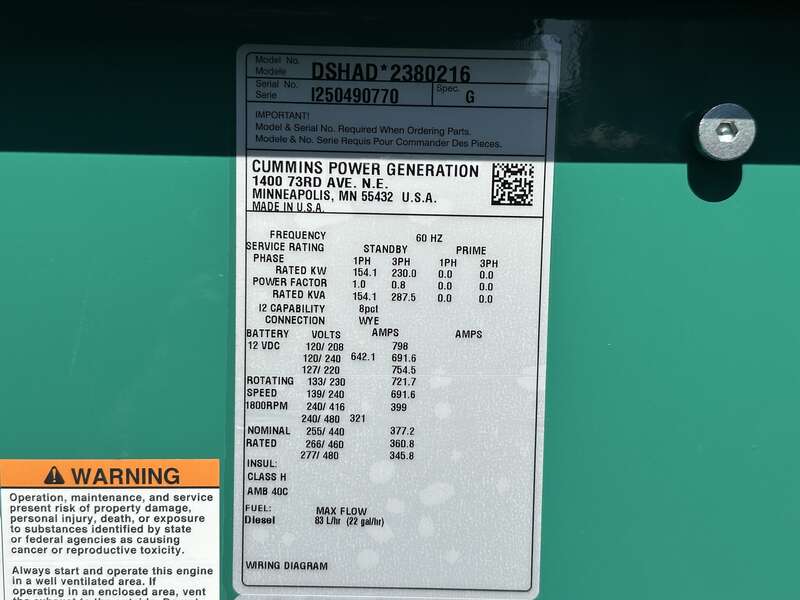 Model No.
Modele DSHAD*2380216
Serial No.
Serie I250490770 Spec. G
IMPORTANT!
Model & Serial No. Required When Ordering Parts.
Modele & No. Serie Requis Pour Commander Des Pieces.
CUMMINS POWER GENERATION
1400 73RD AVE. N.E.
MINNEAPOLIS, MN 55432 U.S.A.
MADE IN U.S.A.
FREQUENCY 60 HZ
SERVICE RATING STANDBY PRIME
PHASE 1PH 3PH 1PH 3PH
RATED KW 154.1 230.0 0.0 0.0
POWER FACTOR 1.0 0.8 0.0 0.0
RATED KVA 154.1 287.5 0.0 0.0
I2 CAPABILITY 8pct
CONNECTION WYE
BATTERY VOLTS AMPS AMPS
12 VDC 120/ 208 798
120/ 240 642.1 691.6
127/ 220 754.5
ROTATING 133/ 230 721.7
SPEED 139/ 240 691.6
1800RPM 240/ 416 399
240/ 480 321
NOMINAL 255/ 440 377.2
RATED 266/ 460 360.8
277/ 480 345.8
INSUL:
CLASS H
AMB 40C
FUEL: MAX FLOW
Diesel 83 L/hr (22 gal/hr)
WIRING DIAGRAM
WARNING
Operation, maintenance, and service
present risk of property damage,
personal injury, death, or exposure
to substances identified by state
or federal agencies as causing
cancer or reproductive toxicity.
Always start and operate this engine
in a well ventilated area. If
operating in an enclosed area, vent